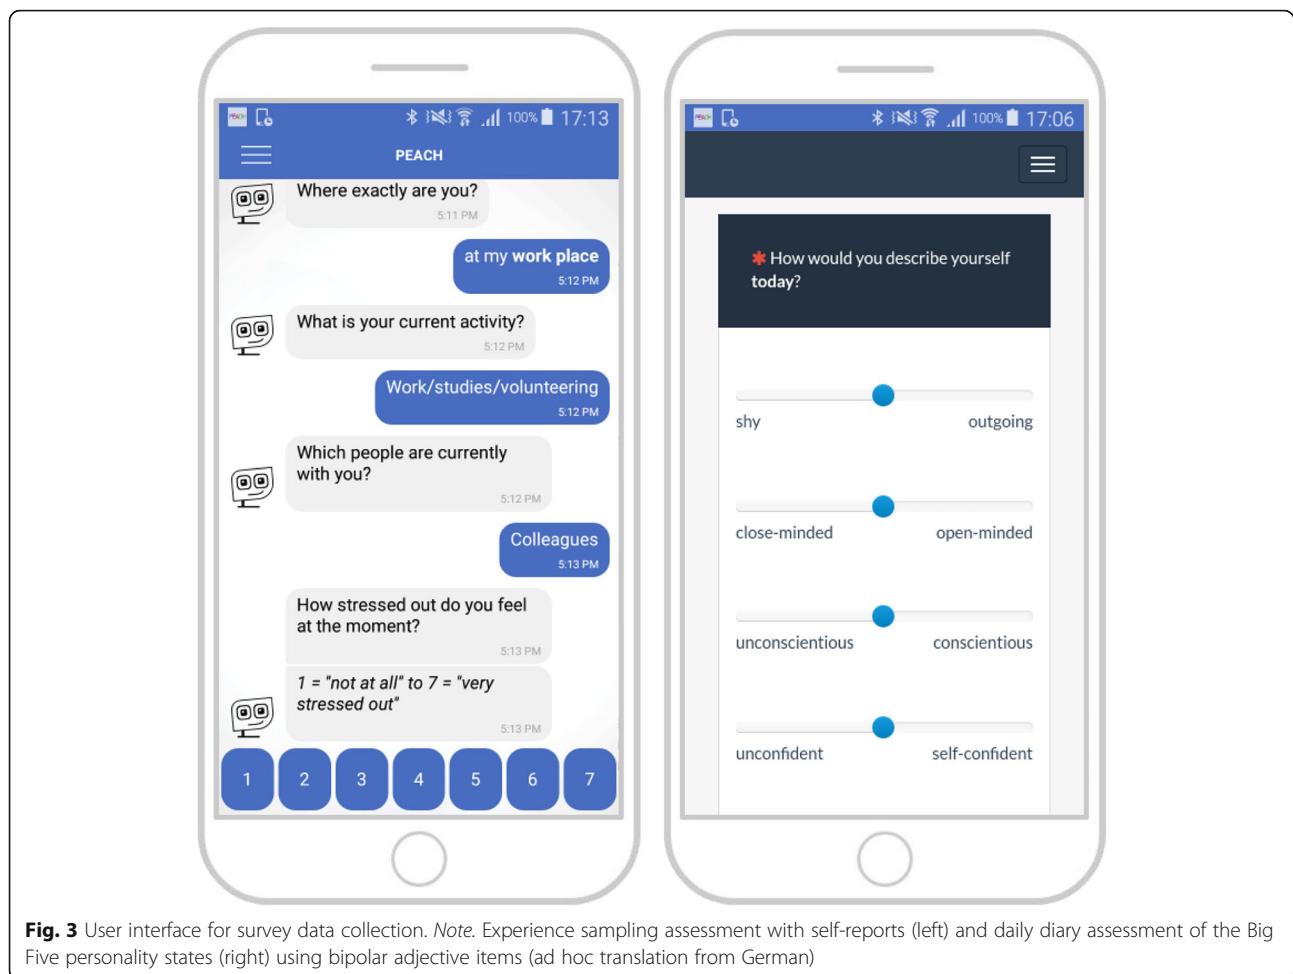 17:13
100%
PEACH
Where exactly are you?
5:11 PM
at my work place
5:12 PM
What is your current activity?
5:12 PM
Work/studies/volunteering
5:12 PM
Which people are currently
with you?
5:12 PM
Colleagues
5:13 PM
How stressed out do you feel
at the moment?
5:13 PM
1 = "not at all" to 7 = "very
stressed out"
5:13 PM
1 2 3 4 5 6 7
100% 17:06
✱ How would you describe yourself
today?
shy outgoing
close-minded open-minded
unconscientious conscientious
unconfident self-confident
Fig. 3 User interface for survey data collection. Note. Experience sampling assessment with self-reports (left) and daily diary assessment of the Big
Five personality states (right) using bipolar adjective items (ad hoc translation from German)